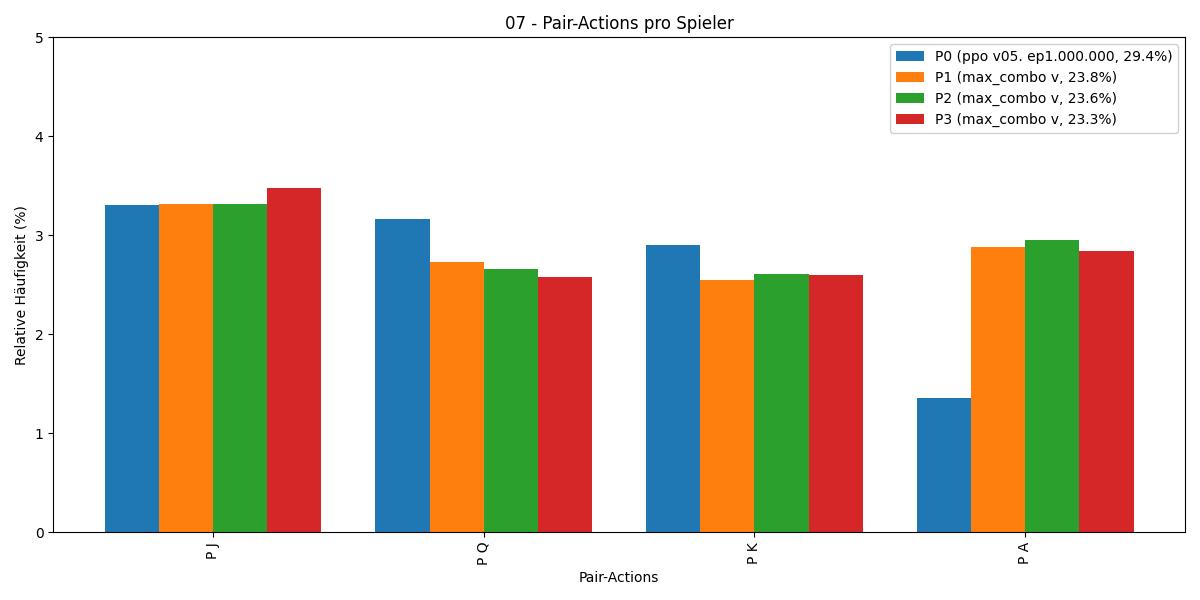 07 - Pair-Actions pro Spieler
P0 (ppo v05. ep1.000.000, 29.4%)
P1 (max_combo v, 23.8%)
P2 (max_combo v, 23.6%)
P3 (max_combo v, 23.3%)
Relative Häufigkeit (%)
5
4
3
2
1
0
P J
P Q
P K
P A
Pair-Actions